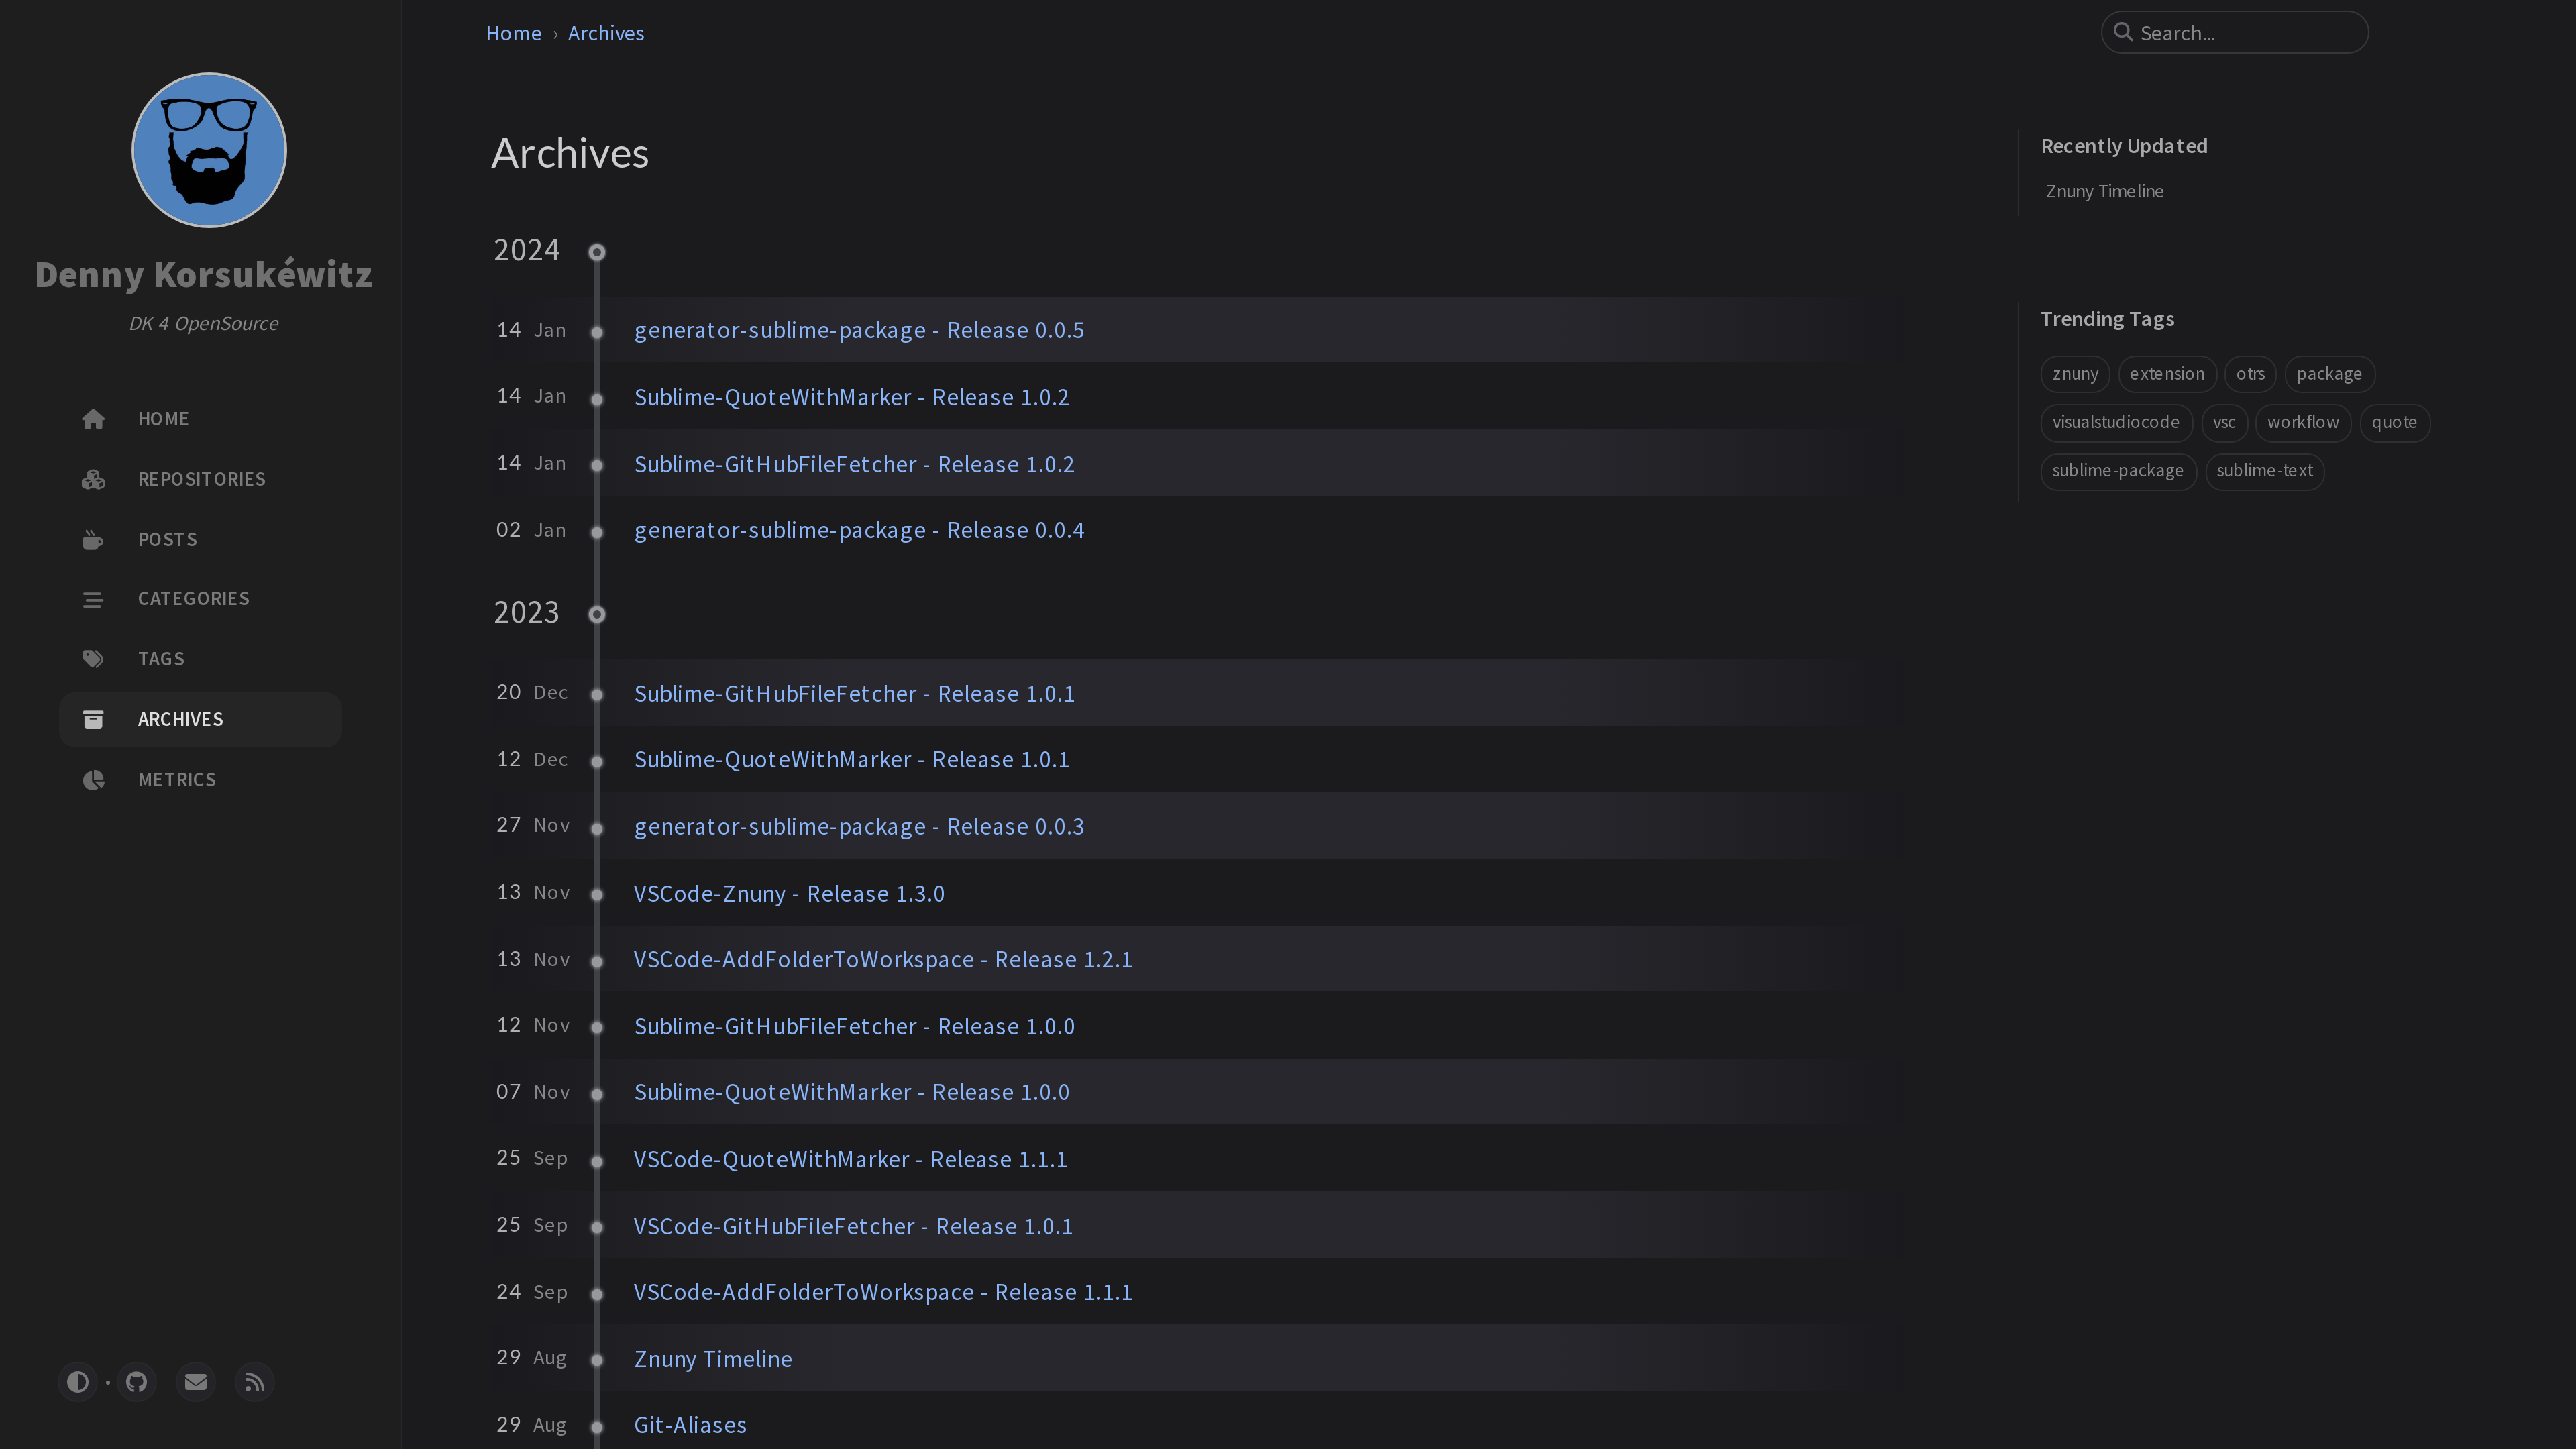 Denny Korsukéwitz
DK 4 OpenSource
HOME
REPOSITORIES
POSTS
CATEGORIES
TAGS
ARCHIVES
METRICS
Home › Archives
Search...
Archives
2024
14 Jan generator-sublime-package - Release 0.0.5
14 Jan Sublime-QuoteWithMarker - Release 1.0.2
14 Jan Sublime-GitHubFileFetcher - Release 1.0.2
02 Jan generator-sublime-package - Release 0.0.4
2023
20 Dec Sublime-GitHubFileFetcher - Release 1.0.1
12 Dec Sublime-QuoteWithMarker - Release 1.0.1
27 Nov generator-sublime-package - Release 0.0.3
13 Nov VSCode-Znuny - Release 1.3.0
13 Nov VSCode-AddFolderToWorkspace - Release 1.2.1
12 Nov Sublime-GitHubFileFetcher - Release 1.0.0
07 Nov Sublime-QuoteWithMarker - Release 1.0.0
25 Sep VSCode-QuoteWithMarker - Release 1.1.1
25 Sep VSCode-GitHubFileFetcher - Release 1.0.1
24 Sep VSCode-AddFolderToWorkspace - Release 1.1.1
29 Aug Znuny Timeline
29 Aug Git-Aliases
Recently Updated
Znuny Timeline
Trending Tags
znuny extension otrs package
visualstudiocode vsc workflow quote
sublime-package sublime-text